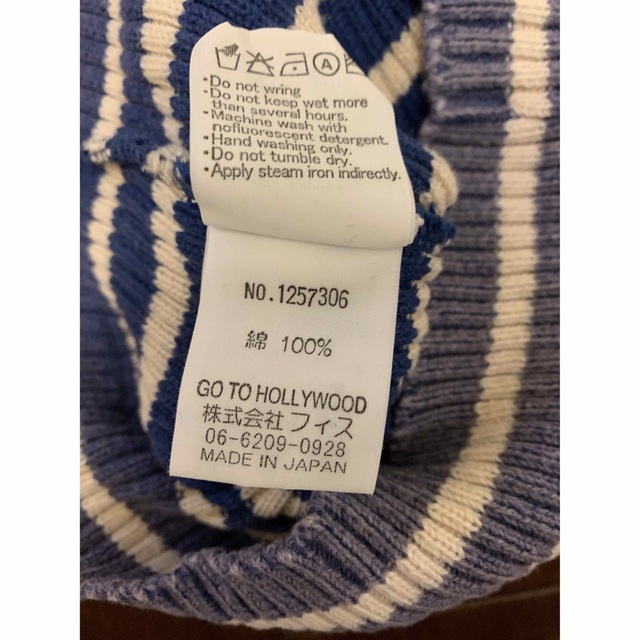 A
•Do not wring
•Do not keep wet more
than several hours.
•Machine wash with
nofluorescent detergent.
•Hand washing only.
•Do not tumble dry.
•Apply steam iron indirectly.
NO.1257306
綿 100%
GO TO HOLLYWOOD
株式会社 フィス
06-6209-0928
MADE IN JAPAN